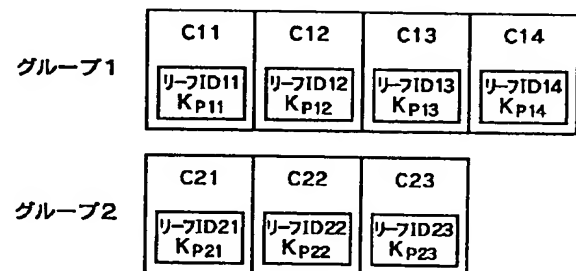 C11 C12 C13 C14
グループ1
リーフID11 リーフID12 リーフID13 リーフID14
KP11 KP12 KP13 KP14
C21 C22 C23
グループ2
リーフID21 リーフID22 リーフID23
KP21 KP22 KP23